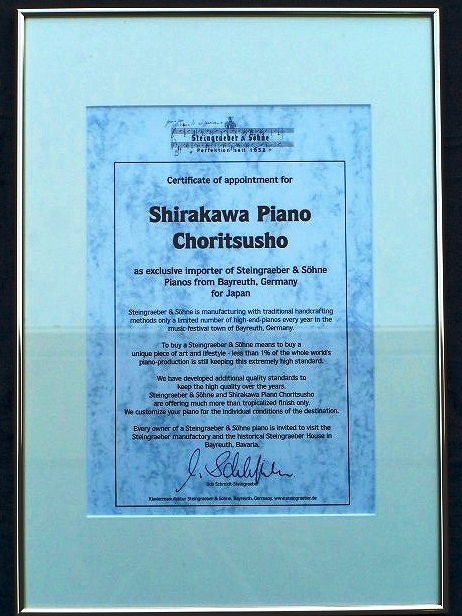 Steingraeber & Söhne
Perfektion seit 1852
Certificate of appointment for
Shirakawa Piano
Choritsusho
as exclusive importer of Steingraeber & Söhne
Pianos from Bayreuth, Germany
for Japan
Steingraeber & Söhne is manufacturing with traditional handcrafting
methods only a limited number of high-end-pianos every year in the
music-festival town of Bayreuth, Germany.
To buy a Steingraeber & Söhne means to buy a
unique piece of art and lifestyle - less than 1% of the whole world's
piano-production is still keeping this extremely high standard.
We have developed additional quality standards to
keep the high quality over the years.
Steingraeber & Söhne and Shirakawa Piano Choritsusho
are offering much more than tropicalized finish only.
We customize your piano for the individual conditions of the destination.
Every owner of a Steingraeber & Söhne piano is invited to visit the
Steingraeber manufactory and the historical Steingraeber House in
Bayreuth, Bavaria.
Udo Schmidt-Steingraeber
Klaviermanufaktur Steingraeber & Söhne, Bayreuth, Germany, www.steingraeber.de